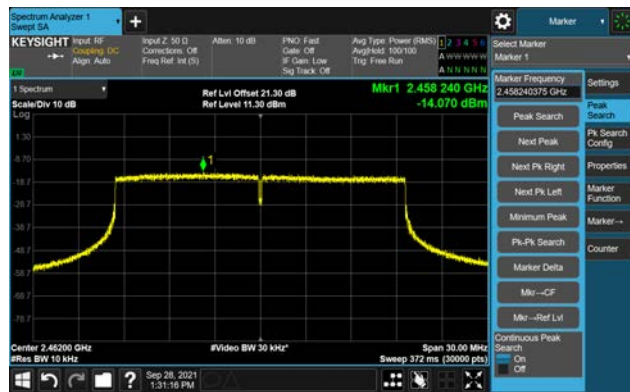 Spectrum Analyzer 1
Swept SA
Marker
KEYSIGHT
Input: RF
Coupling: DC
Align: Auto
Input Z: 50 Ω
Corrections: Off
Freq Ref: Int (S)
Atten: 10 dB
PNO: Fast
Gate: Off
IF Gain: Low
Sig Track: Off
Avg Type: Power (RMS)
Avg|Hold: 100/100
Trig: Free Run
1 2 3 4 5 6
A W W W W W
A N N N N N
Select Marker
Marker 1
1 Spectrum
Scale/Div 10 dB
Log
Ref Lvl Offset 21.30 dB
Ref Level 11.30 dBm
Mkr1 2.458 240 GHz
-14.070 dBm
1.30
-8.70
-18.7
-28.7
-38.7
-48.7
-58.7
-68.7
-78.7
1
Center 2.46200 GHz
#Res BW 10 kHz
#Video BW 30 kHz*
Span 30.00 MHz
Sweep 372 ms (30000 pts)
Marker Frequency
2.458240375 GHz
Peak Search
Next Peak
Next Pk Right
Next Pk Left
Minimum Peak
Pk-Pk Search
Marker Delta
Mkr→CF
Mkr→Ref Lvl
Continuous Peak
Search
On
Off
Settings
Peak
Search
Pk Search
Config
Properties
Marker
Function
Marker→
Counter
?
Sep 28, 2021
1:31:16 PM